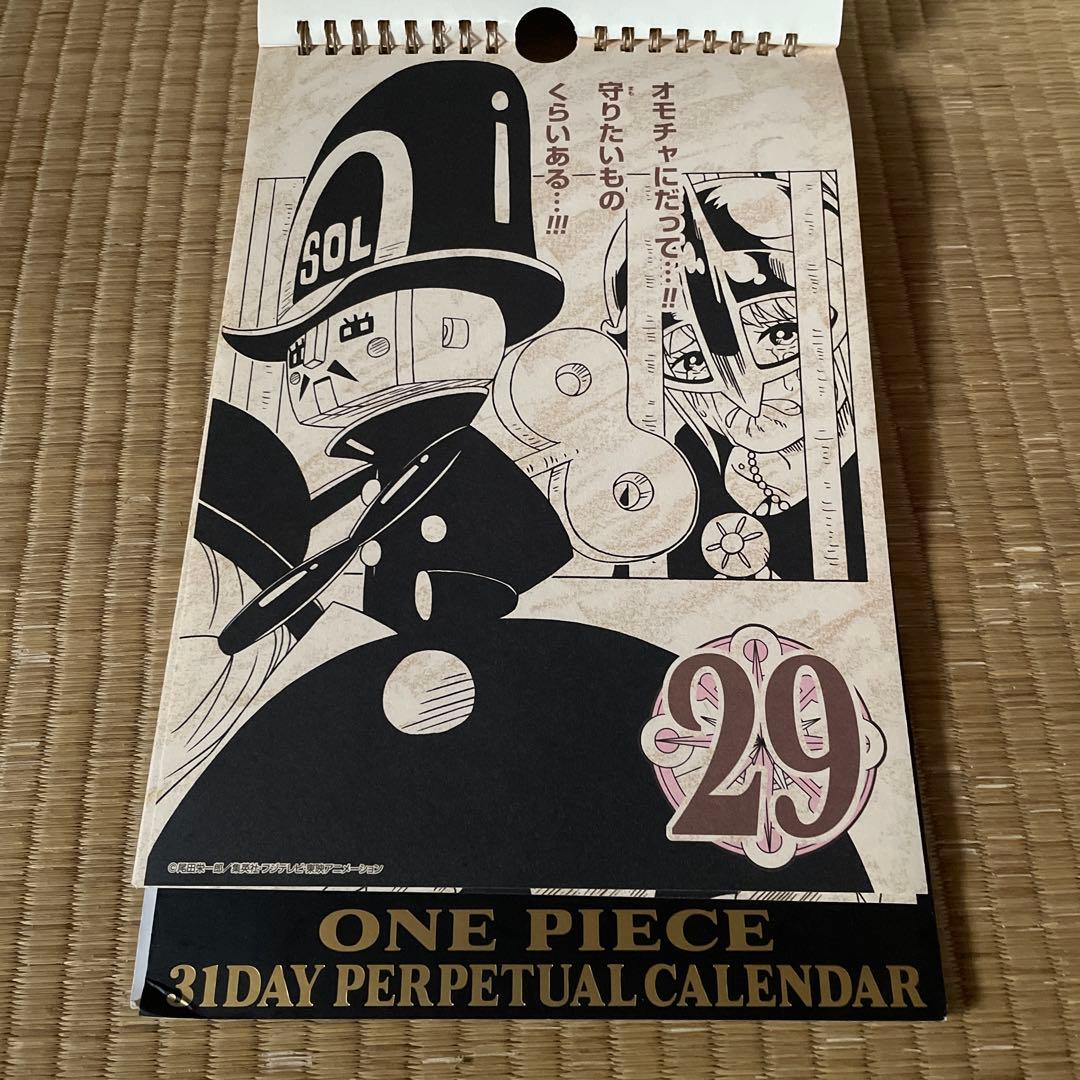 オモチャにだって…!!
守りたいもの
くらいある…!!!
SOL
29
©尾田栄一郎／集英社・フジテレビ・東映アニメーション
ONE PIECE
31DAY PERPETUAL CALENDAR